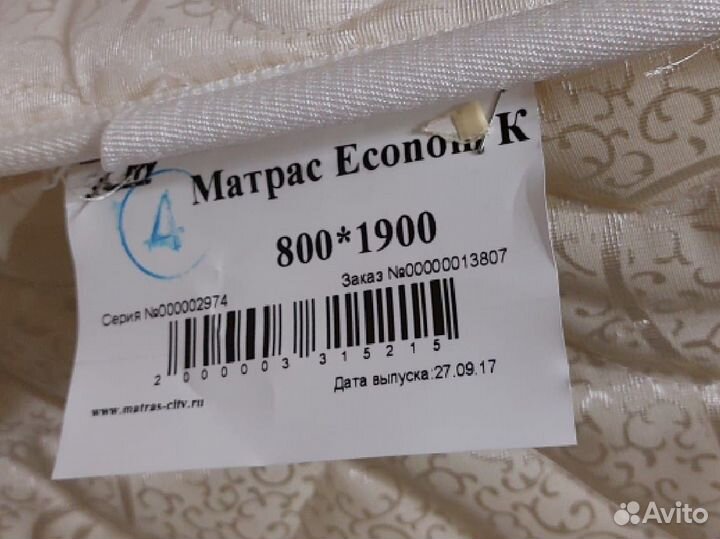 Матрас Econom К
4
800*1900
Заказ №00000013807
Серия №000002974
2 000003 315215
Дата выпуска:27.09.17
www.matras-city.ru
Avito